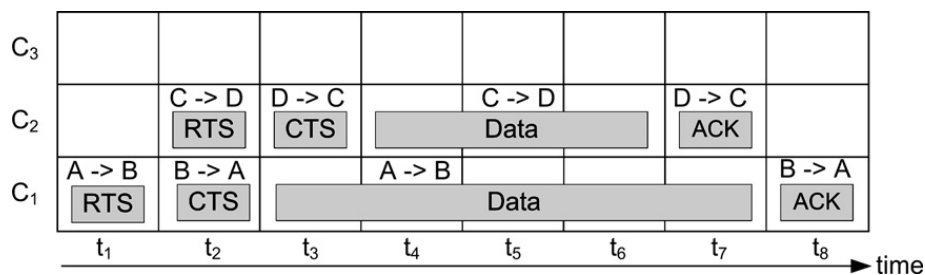 C₃
C -> D D -> C C -> D D -> C
C₂ RTS CTS Data ACK
A -> B B -> A A -> B B -> A
C₁ RTS CTS Data ACK
t₁ t₂ t₃ t₄ t₅ t₆ t₇ t₈
time